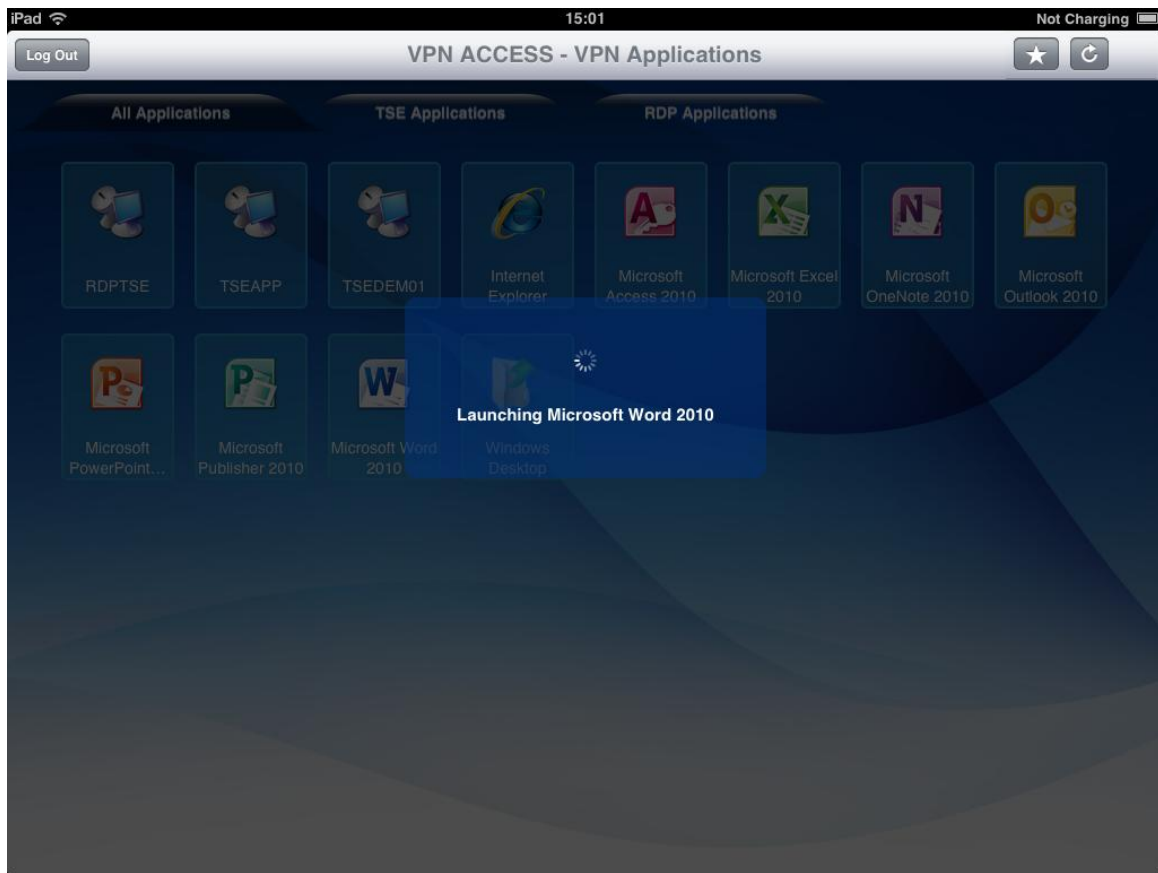 iPad 15:01 Not Charging
Log Out VPN ACCESS - VPN Applications
All Applications TSE Applications RDP Applications
RDPTSE
TSEAPP
TSEDEM01
Internet
Explorer
Microsoft
Access 2010
Microsoft Excel
2010
Microsoft
OneNote 2010
Microsoft
Outlook 2010
Microsoft
PowerPoint...
Microsoft
Publisher 2010
Microsoft Word
2010
Windows
Desktop
Launching Microsoft Word 2010